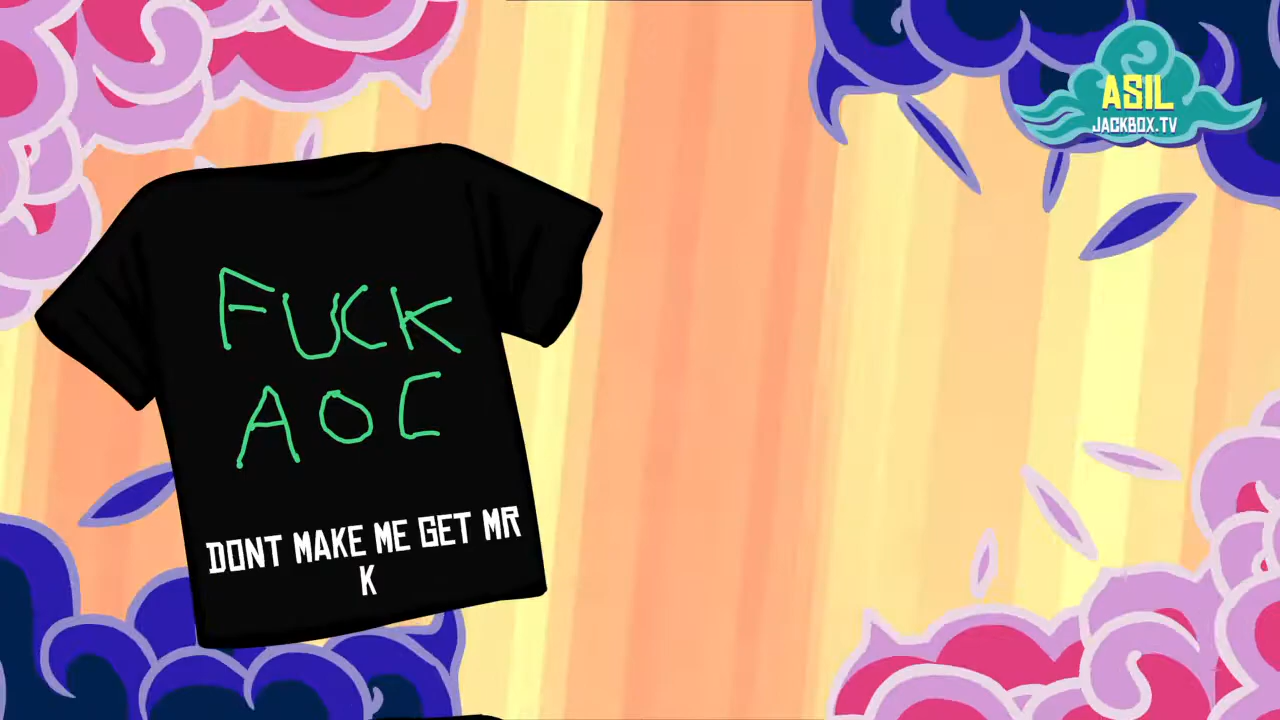 ASIL
JACKBOX.TV
FUCK
AOC
DONT MAKE ME GET MR
K